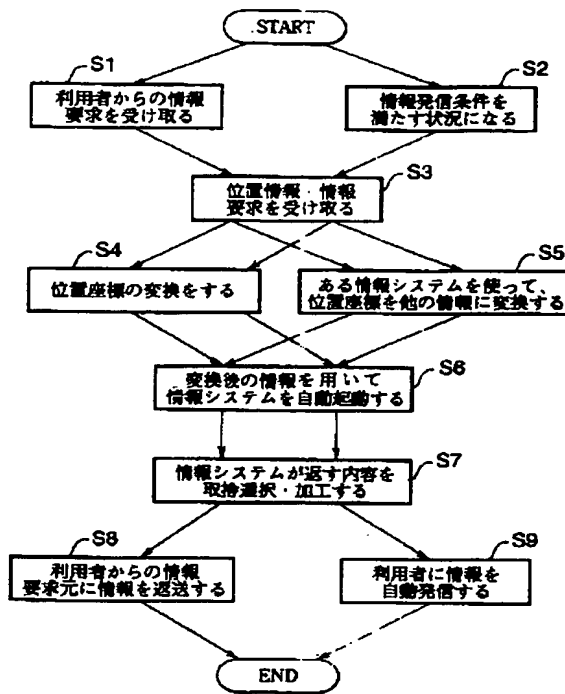 START
S1
利用者からの情報
要求を受け取る
S2
情報発信条件を
満たす状況になる
S3
位置情報・情報
要求を受け取る
S4
位置座標の変換をする
S5
ある情報システムを使って、
位置座標を他の情報に変換する
S6
変換後の情報を用いて
情報システムを自動起動する
S7
情報システムが返す内容を
取捨選択・加工する
S8
利用者からの情報
要求元に情報を返送する
S9
利用者に情報を
自動発信する
END